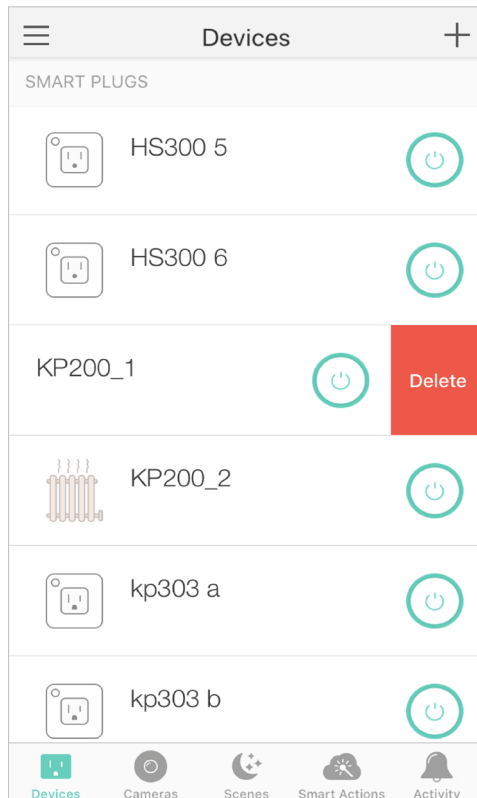 Devices
SMART PLUGS
HS300 5
HS300 6
KP200_1
Delete
KP200_2
kp303 a
kp303 b
Devices
Cameras
Scenes
Smart Actions
Activity